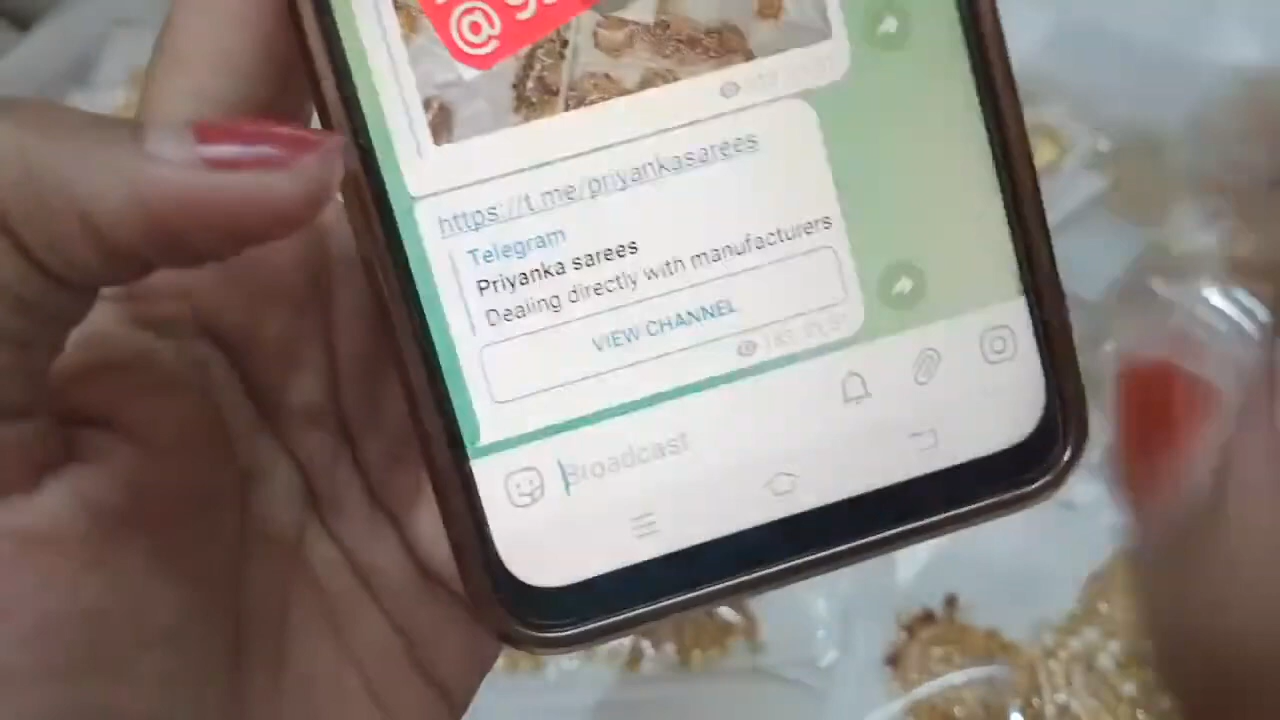 https://t.me/priyankasarees
Telegram
Priyanka sarees
Dealing directly with manufacturers
VIEW CHANNEL
Broadcast